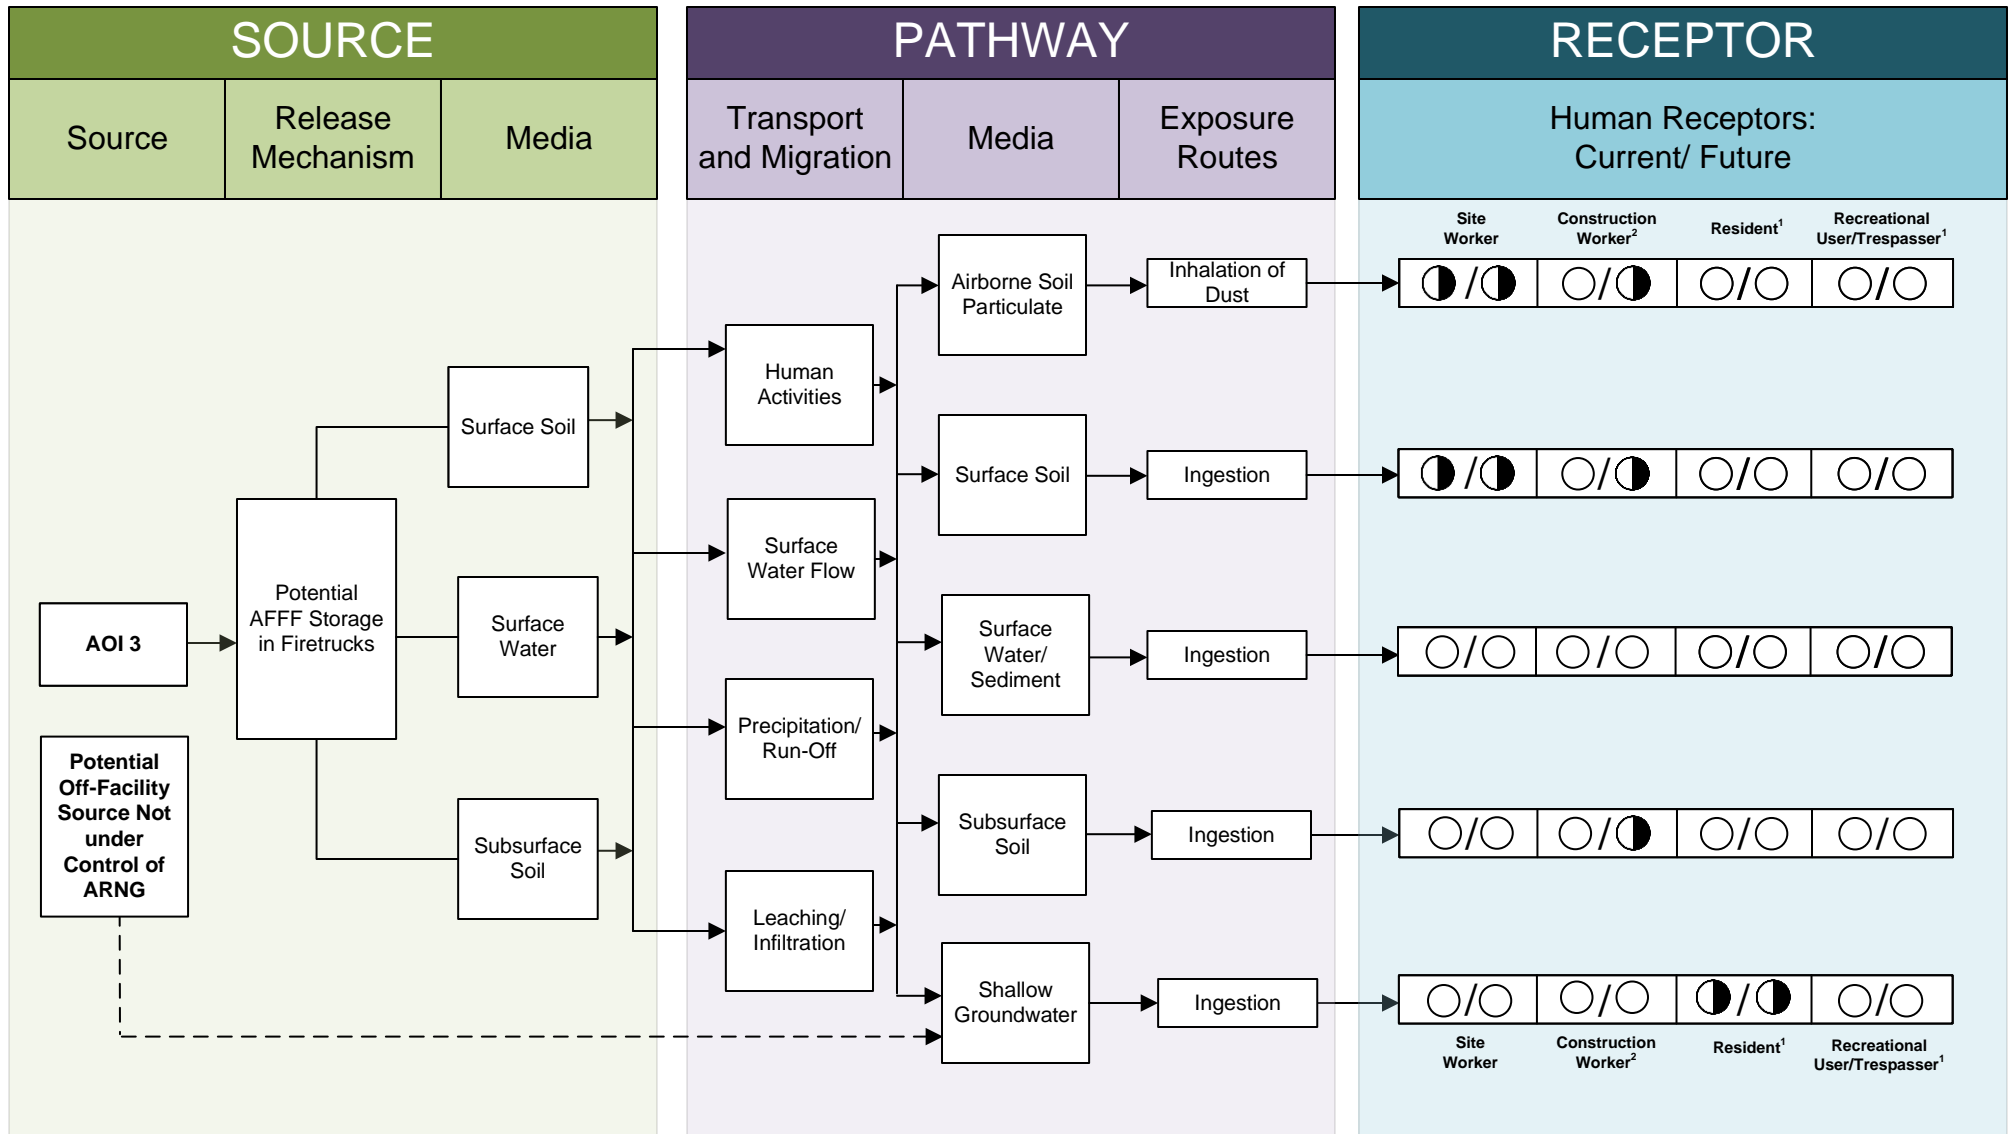 SOURCE
PATHWAY
RECEPTOR
Source
Release
Mechanism
Media
Transport
and Migration
Media
Exposure
Routes
Human Receptors:
Current/ Future
Site
Worker
Construction
Worker²
Resident¹
Recreational
User/Trespasser¹
Airborne Soil
Particulate
Inhalation of
Dust
/
/
/
/
Human
Activities
Surface Soil
Surface Soil
Ingestion
/
/
/
/
Surface
Water Flow
Potential
AFFF Storage
in Firetrucks
AOI 3
Surface
Water
Surface
Water/
Sediment
Ingestion
/
/
/
/
Precipitation/
Run-Off
Potential
Off-Facility
Source Not
under
Control of
ARNG
Subsurface
Soil
Subsurface
Soil
Ingestion
/
/
/
/
Leaching/
Infiltration
Shallow
Groundwater
Ingestion
/
/
/
/
Site
Worker
Construction
Worker²
Resident¹
Recreational
User/Trespasser¹